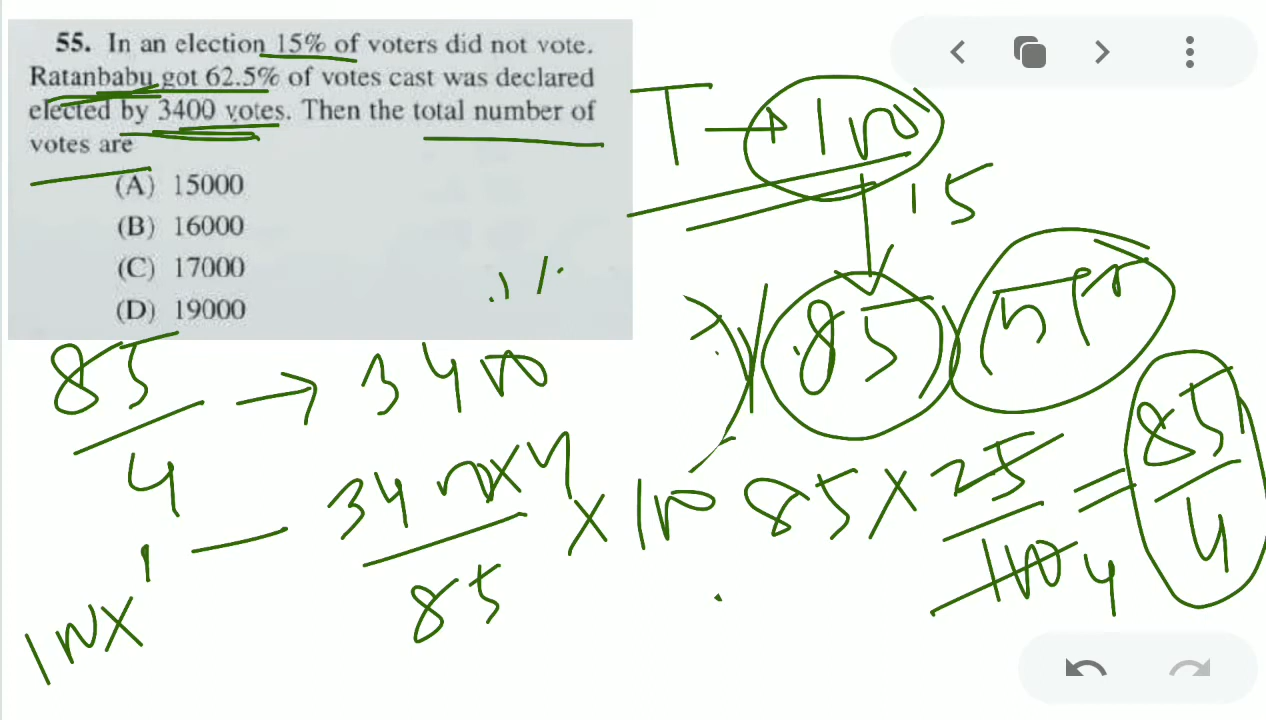 55. In an election 15% of voters did not vote.
Ratanbabu got 62.5% of votes cast was declared
elected by 3400 votes. Then the total number of
votes are
(A) 15000
(B) 16000
(C) 17000
(D) 19000
T → 100
15
85
85/4 → 3400
1 — 3400×4/85 × 100
85 × 25/100 4 = 85/4
100×